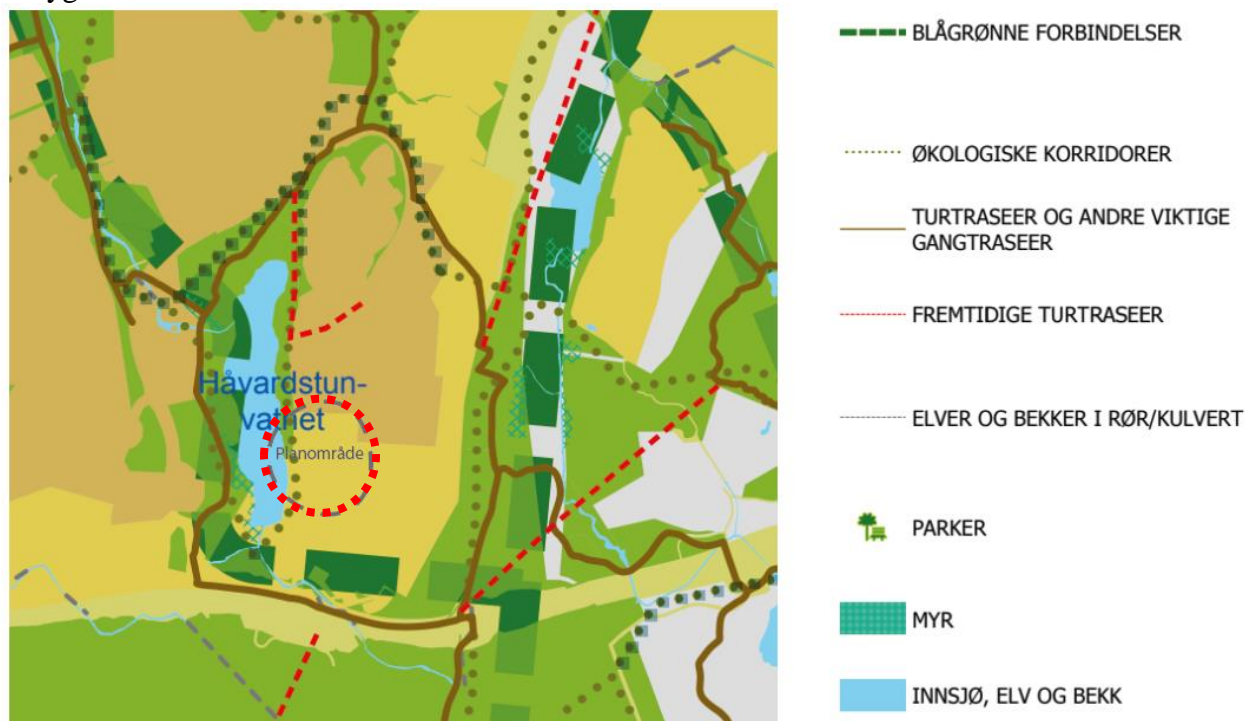 Håvardstun-
vatnet
Planområde
BLÅGRØNNE FORBINDELSER
ØKOLOGISKE KORRIDORER
TURTRASEER OG ANDRE VIKTIGE
GANGTRASEER
FREMTIDIGE TURTRASEER
ELVER OG BEKKER I RØR/KULVERT
PARKER
MYR
INNSJØ, ELV OG BEKK